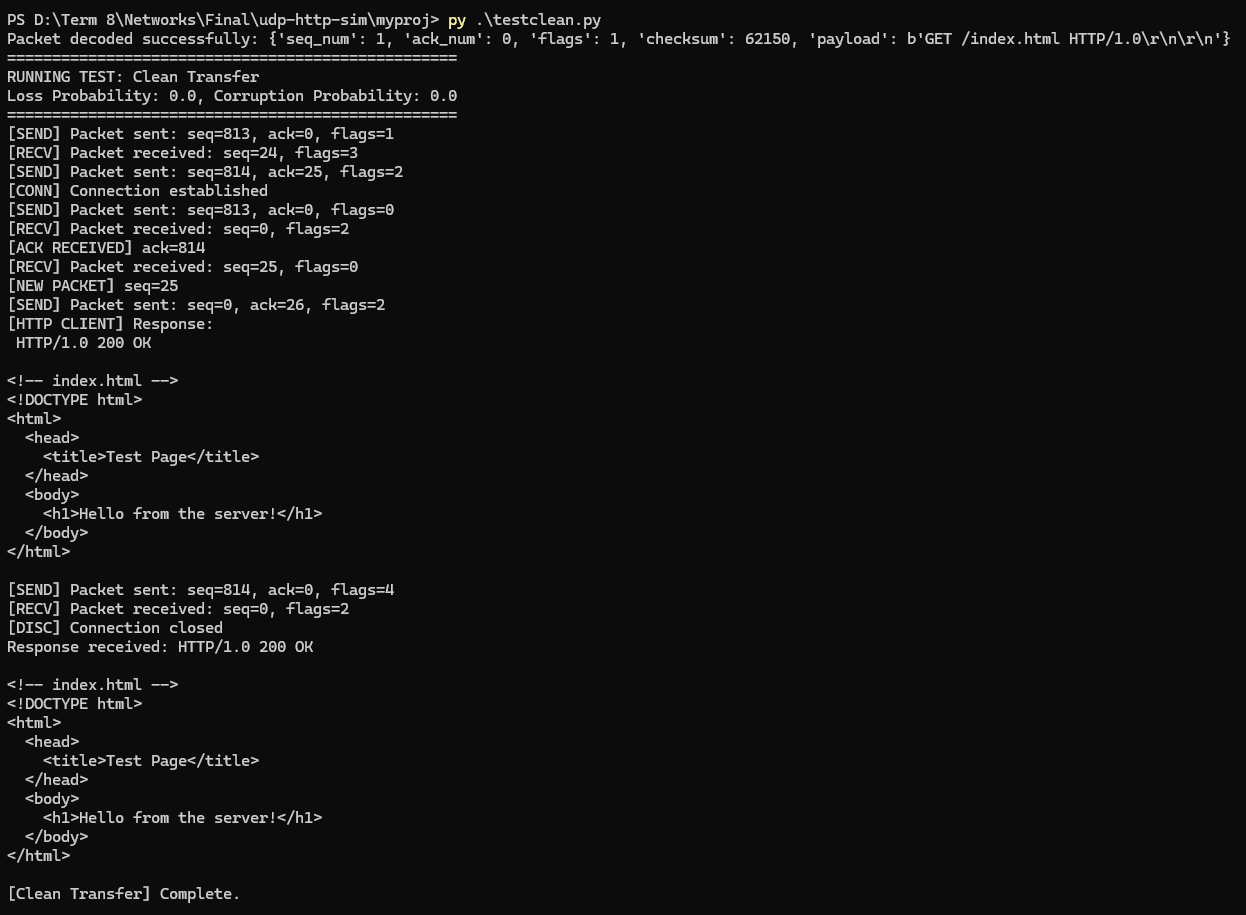 PS D:\Term 8\Networks\Final\udp-http-sim\myproj> py .\testclean.py
Packet decoded successfully: {'seq_num': 1, 'ack_num': 0, 'flags': 1, 'checksum': 62150, 'payload': b'GET /index.html HTTP/1.0\r\n\r\n'}
==================================================
RUNNING TEST: Clean Transfer
Loss Probability: 0.0, Corruption Probability: 0.0
==================================================
[SEND] Packet sent: seq=813, ack=0, flags=1
[RECV] Packet received: seq=24, flags=3
[SEND] Packet sent: seq=814, ack=25, flags=2
[CONN] Connection established
[SEND] Packet sent: seq=813, ack=0, flags=0
[RECV] Packet received: seq=0, flags=2
[ACK RECEIVED] ack=814
[RECV] Packet received: seq=25, flags=0
[NEW PACKET] seq=25
[SEND] Packet sent: seq=0, ack=26, flags=2
[HTTP CLIENT] Response:
 HTTP/1.0 200 OK

<!-- index.html -->
<!DOCTYPE html>
<html>
  <head>
    <title>Test Page</title>
  </head>
  <body>
    <h1>Hello from the server!</h1>
  </body>
</html>

[SEND] Packet sent: seq=814, ack=0, flags=4
[RECV] Packet received: seq=0, flags=2
[DISC] Connection closed
Response received: HTTP/1.0 200 OK

<!-- index.html -->
<!DOCTYPE html>
<html>
  <head>
    <title>Test Page</title>
  </head>
  <body>
    <h1>Hello from the server!</h1>
  </body>
</html>

[Clean Transfer] Complete.